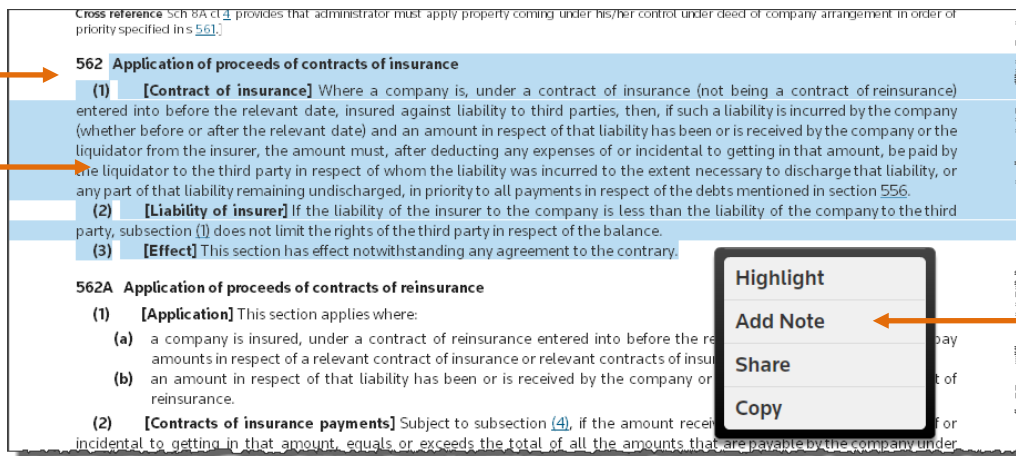 Cross reference Sch 8A cl 4 provides that administrator must apply property coming under his/her control under deed of company arrangement in order of
priority specified in s 561.]
562 Application of proceeds of contracts of insurance
(1) [Contract of insurance] Where a company is, under a contract of insurance (not being a contract of reinsurance)
entered into before the relevant date, insured against liability to third parties, then, if such a liability is incurred by the company
(whether before or after the relevant date) and an amount in respect of that liability has been or is received by the company or the
liquidator from the insurer, the amount must, after deducting any expenses of or incidental to getting in that amount, be paid by
the liquidator to the third party in respect of whom the liability was incurred to the extent necessary to discharge that liability, or
any part of that liability remaining undischarged, in priority to all payments in respect of the debts mentioned in section 556.
(2) [Liability of insurer] If the liability of the insurer to the company is less than the liability of the company to the third
party, subsection (1) does not limit the rights of the third party in respect of the balance.
(3) [Effect] This section has effect notwithstanding any agreement to the contrary.
562A Application of proceeds of contracts of reinsurance
(1) [Application] This section applies where:
(a) a company is insured, under a contract of reinsurance entered into before the re pay
amounts in respect of a relevant contract of insurance or relevant contracts of insu
(b) an amount in respect of that liability has been or is received by the company or t of
reinsurance.
(2) [Contracts of insurance payments] Subject to subsection (4), if the amount recei f or
incidental to getting in that amount, equals or exceeds the total of all the amounts that are payable by the company under
Highlight
Add Note
Share
Copy